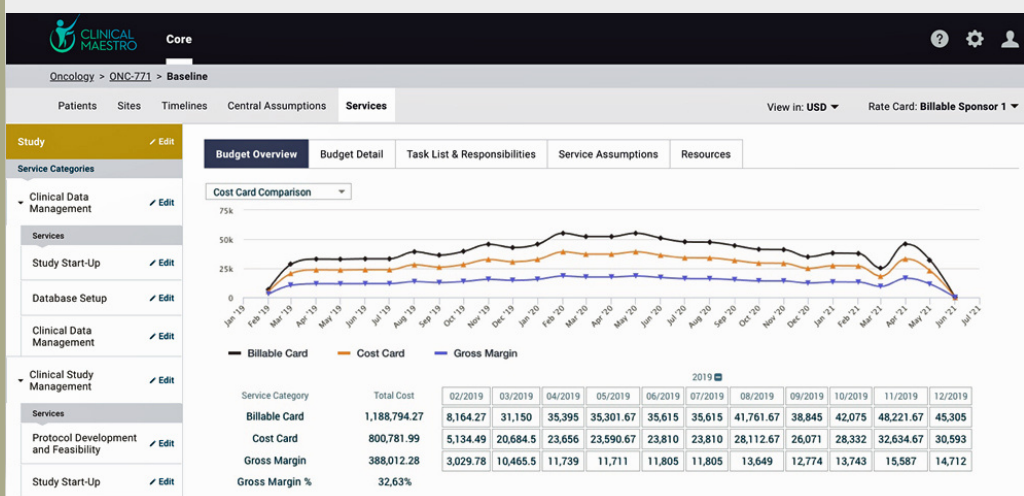 CLINICAL
MAESTRO
Core
Oncology > ONC-771 > Baseline
Patients Sites Timelines Central Assumptions Services View in: USD Rate Card: Billable Sponsor 1
Study Edit
Service Categories
Clinical Data
Management Edit
Services
Study Start-Up Edit
Database Setup Edit
Clinical Data
Management Edit
Clinical Study
Management Edit
Services
Protocol Development
and Feasibility Edit
Study Start-Up Edit
Budget Overview Budget Detail Task List & Responsibilities Service Assumptions Resources
Cost Card Comparison
75k
50k
25k
0
Jan '19 Feb '19 Mar '19 Apr '19 May '19 Jun '19 Jul '19 Aug '19 Sep '19 Oct '19 Nov '19 Dec '19 Jan '20 Feb '20 Mar '20 Apr '20 May '20 Jun '20 Jul '20 Aug '20 Sep '20 Oct '20 Nov '20 Dec '20 Jan '21 Feb '21 Mar '21 Apr '21 May '21 Jun '21 Jul '21
Billable Card Cost Card Gross Margin
2019
Service Category Total Cost 02/2019 03/2019 04/2019 05/2019 06/2019 07/2019 08/2019 09/2019 10/2019 11/2019 12/2019
Billable Card 1,188,794.27 8,164.27 31,150 35,395 35,301.67 35,615 35,615 41,761.67 38,845 42,075 48,221.67 45,305
Cost Card 800,781.99 5,134.49 20,684.5 23,656 23,590.67 23,810 23,810 28,112.67 26,071 28,332 32,634.67 30,593
Gross Margin 388,012.28 3,029.78 10,465.5 11,739 11,711 11,805 11,805 13,649 12,774 13,743 15,587 14,712
Gross Margin % 32,63%